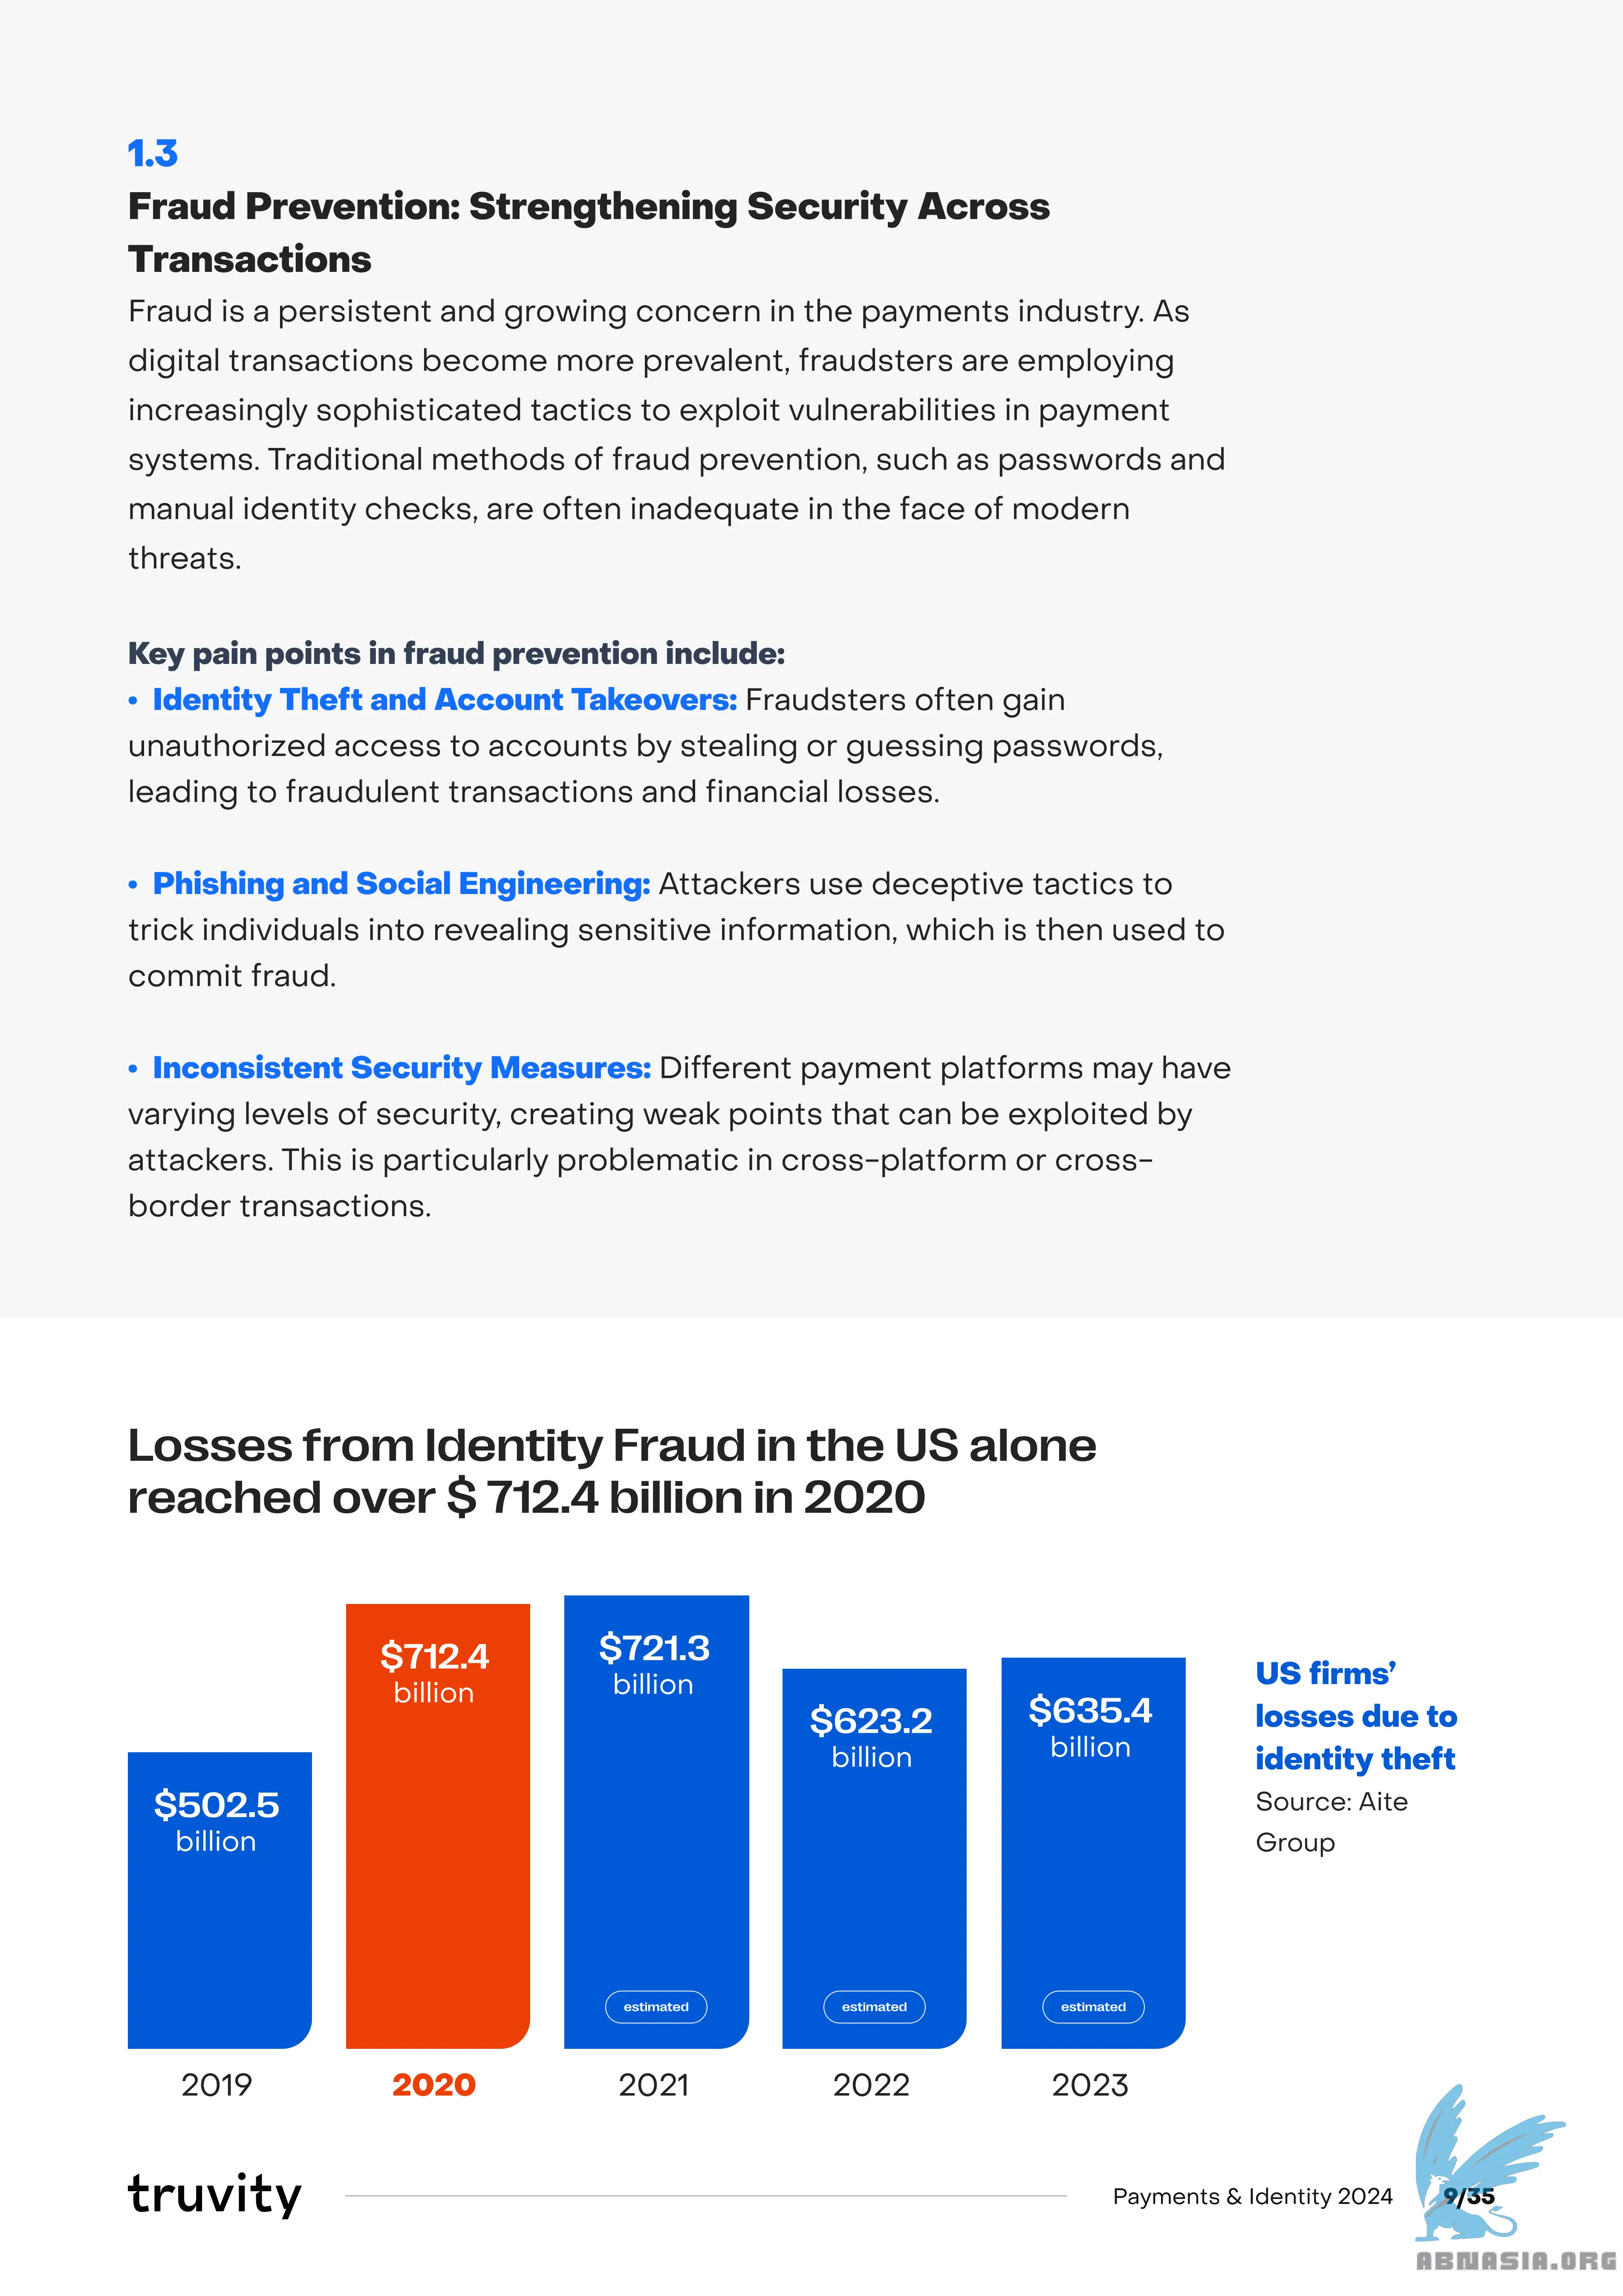 1.3
Fraud Prevention: Strengthening Security Across
Transactions
Fraud is a persistent and growing concern in the payments industry. As
digital transactions become more prevalent, fraudsters are employing
increasingly sophisticated tactics to exploit vulnerabilities in payment
systems. Traditional methods of fraud prevention, such as passwords and
manual identity checks, are often inadequate in the face of modern
threats.
Key pain points in fraud prevention include:
• Identity Theft and Account Takeovers: Fraudsters often gain
unauthorized access to accounts by stealing or guessing passwords,
leading to fraudulent transactions and financial losses.
• Phishing and Social Engineering: Attackers use deceptive tactics to
trick individuals into revealing sensitive information, which is then used to
commit fraud.
• Inconsistent Security Measures: Different payment platforms may have
varying levels of security, creating weak points that can be exploited by
attackers. This is particularly problematic in cross-platform or cross-
border transactions.
Losses from Identity Fraud in the US alone
reached over $ 712.4 billion in 2020
$502.5
billion
2019
$712.4
billion
2020
$721.3
billion
estimated
2021
$623.2
billion
estimated
2022
$635.4
billion
estimated
2023
US firms’
losses due to
identity theft
Source: Aite
Group
truvity
Payments & Identity 2024
9/35
ABNASIA.ORG